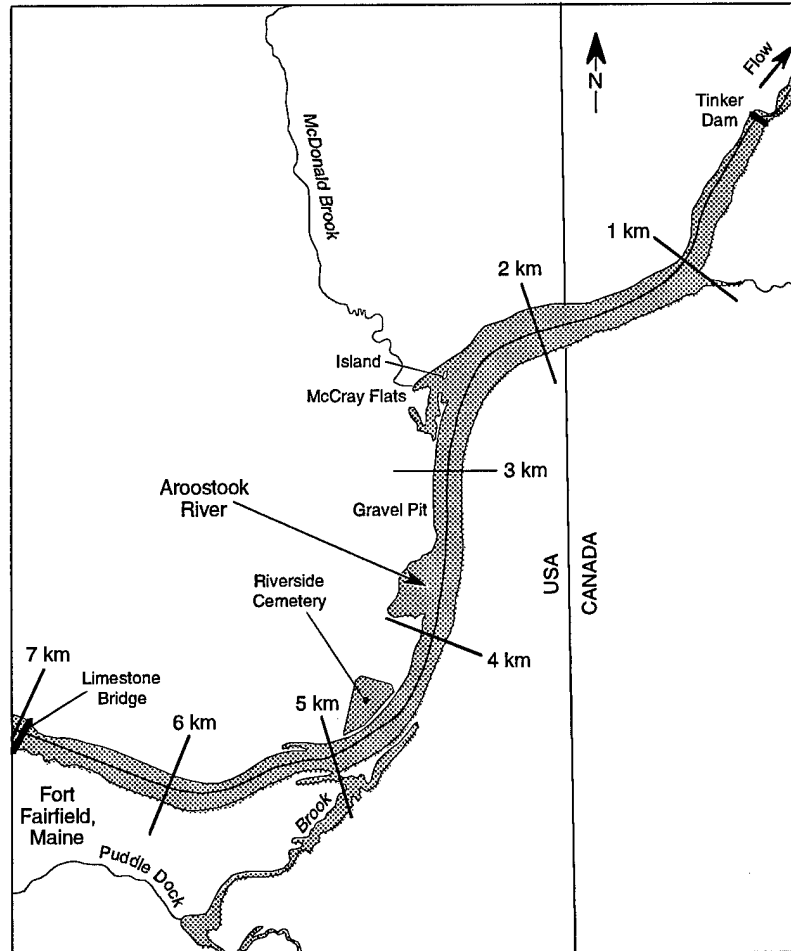 Flow
N
Tinker
Dam
McDonald Brook
1 km
2 km
Island
McCray Flats
3 km
Aroostook
River
Gravel Pit
USA
CANADA
Riverside
Cemetery
4 km
7 km
Limestone
Bridge
6 km
5 km
Fort
Fairfield,
Maine
Brook
Puddle Dock